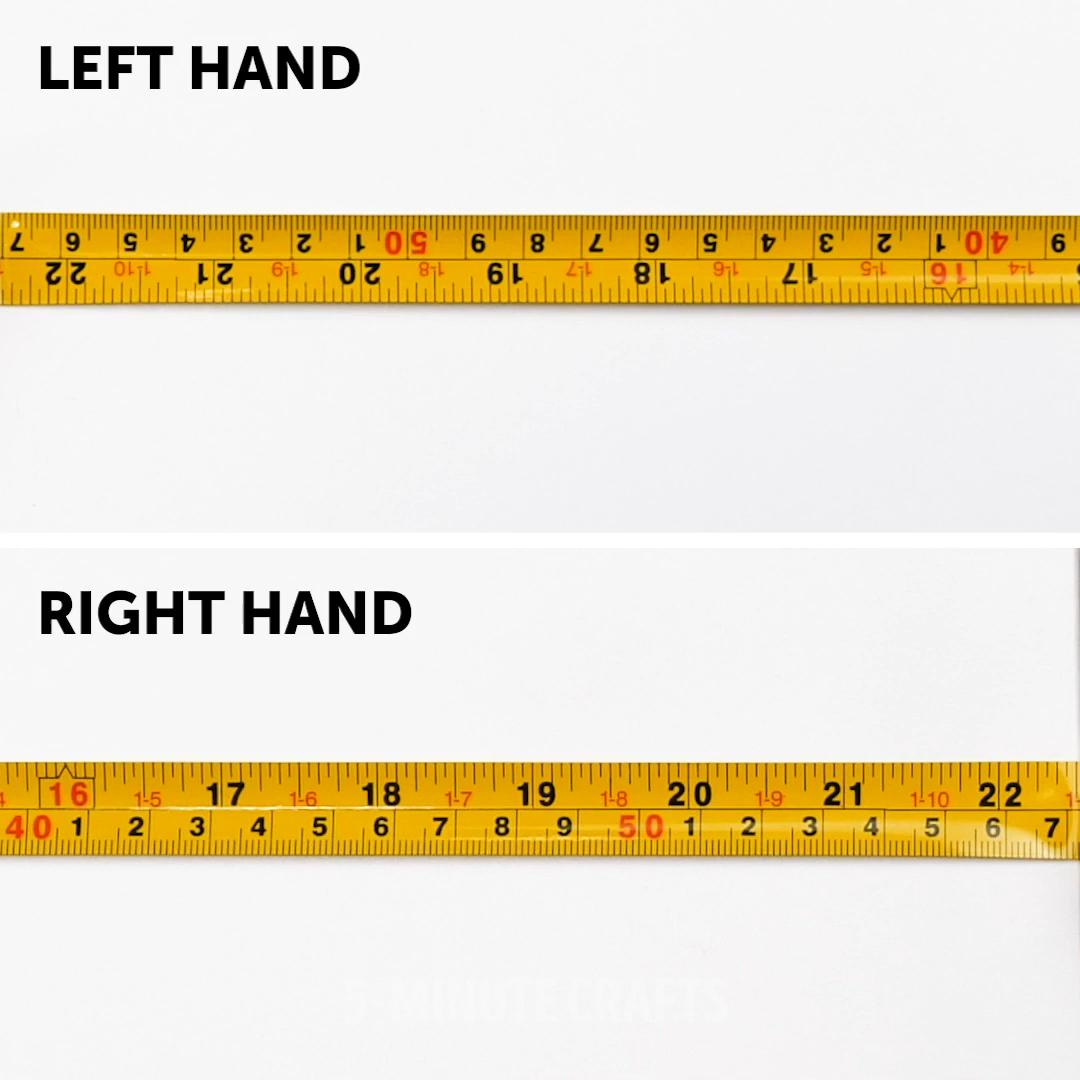 LEFT HAND
1-4 16 1-5 17 1-6 18 1-7 19 1-8 20 1-9 21 1-10 22
9 40 1 2 3 4 5 6 7 8 9 50 1 2 3 4 5 6 7
RIGHT HAND
16 1-5 17 1-6 18 1-7 19 1-8 20 1-9 21 1-10 22
40 1 2 3 4 5 6 7 8 9 50 1 2 3 4 5 6 7
5-MINUTE CRAFTS